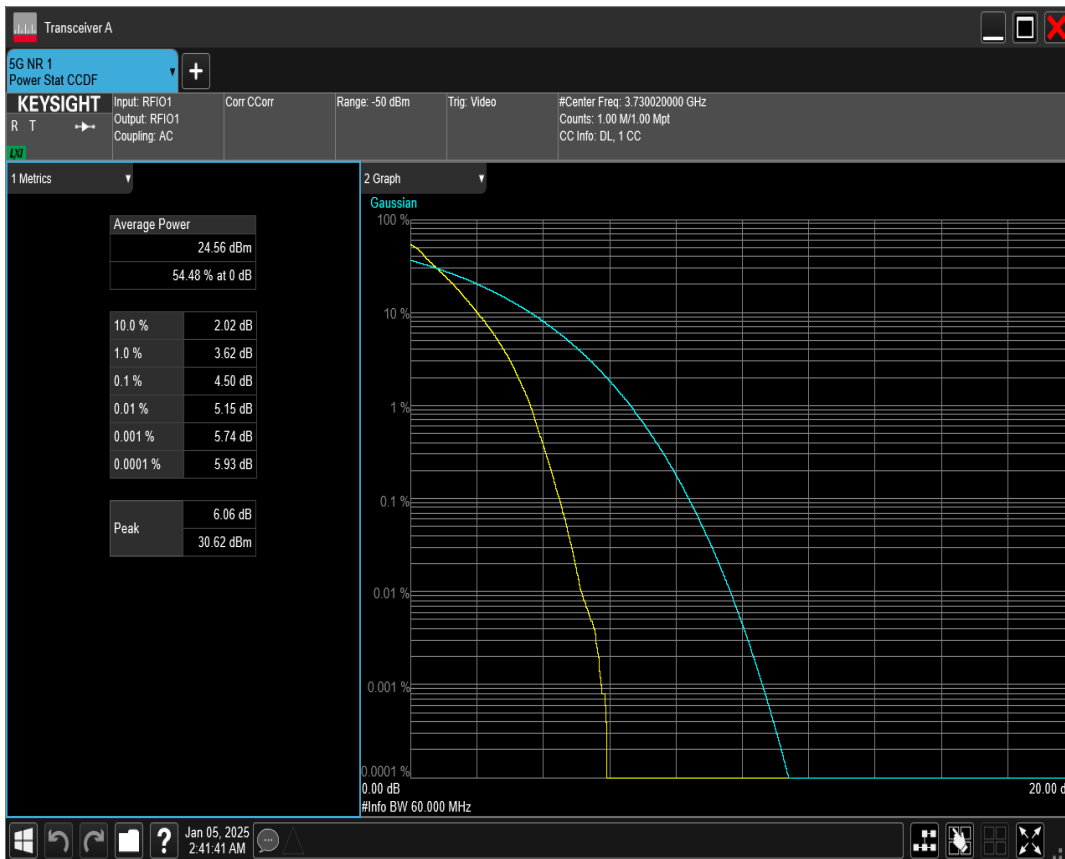 Transceiver A
5G NR 1
Power Stat CCDF
+
KEYSIGHT
R T
LXI
Input: RFIO1
Output: RFIO1
Coupling: AC
Corr CCorr
Range: -50 dBm
Trig: Video
#Center Freq: 3.730020000 GHz
Counts: 1.00 M/1.00 Mpt
CC Info: DL, 1 CC
1 Metrics
Average Power
24.56 dBm
54.48 % at 0 dB
10.0 % 2.02 dB
1.0 % 3.62 dB
0.1 % 4.50 dB
0.01 % 5.15 dB
0.001 % 5.74 dB
0.0001 % 5.93 dB
Peak
6.06 dB
30.62 dBm
2 Graph
Gaussian
100 %
10 %
1 %
0.1 %
0.01 %
0.001 %
0.0001 %
0.00 dB 20.00 d
#Info BW 60.000 MHz
?
Jan 05, 2025
2:41:41 AM